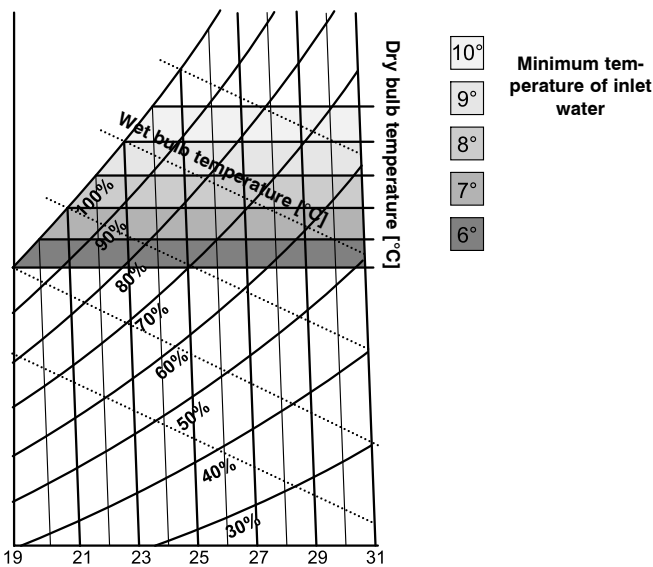 Wet bulb temperature [°C]
Dry bulb temperature [°C]
100%
90%
80%
70%
60%
50%
40%
30%
19 21 23 25 27 29 31
10°
9°
8°
7°
6°
Minimum tem-
perature of inlet
water